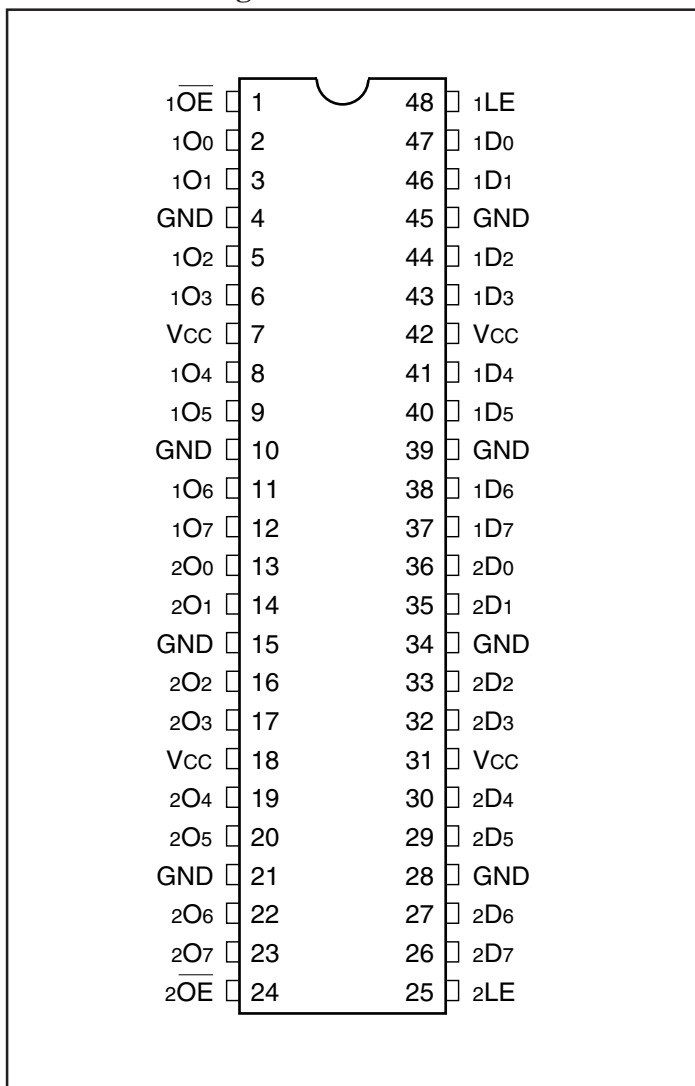 1OE 1 48 1LE
1O0 2 47 1D0
1O1 3 46 1D1
GND 4 45 GND
1O2 5 44 1D2
1O3 6 43 1D3
VCC 7 42 VCC
1O4 8 41 1D4
1O5 9 40 1D5
GND 10 39 GND
1O6 11 38 1D6
1O7 12 37 1D7
2O0 13 36 2D0
2O1 14 35 2D1
GND 15 34 GND
2O2 16 33 2D2
2O3 17 32 2D3
VCC 18 31 VCC
2O4 19 30 2D4
2O5 20 29 2D5
GND 21 28 GND
2O6 22 27 2D6
2O7 23 26 2D7
2OE 24 25 2LE